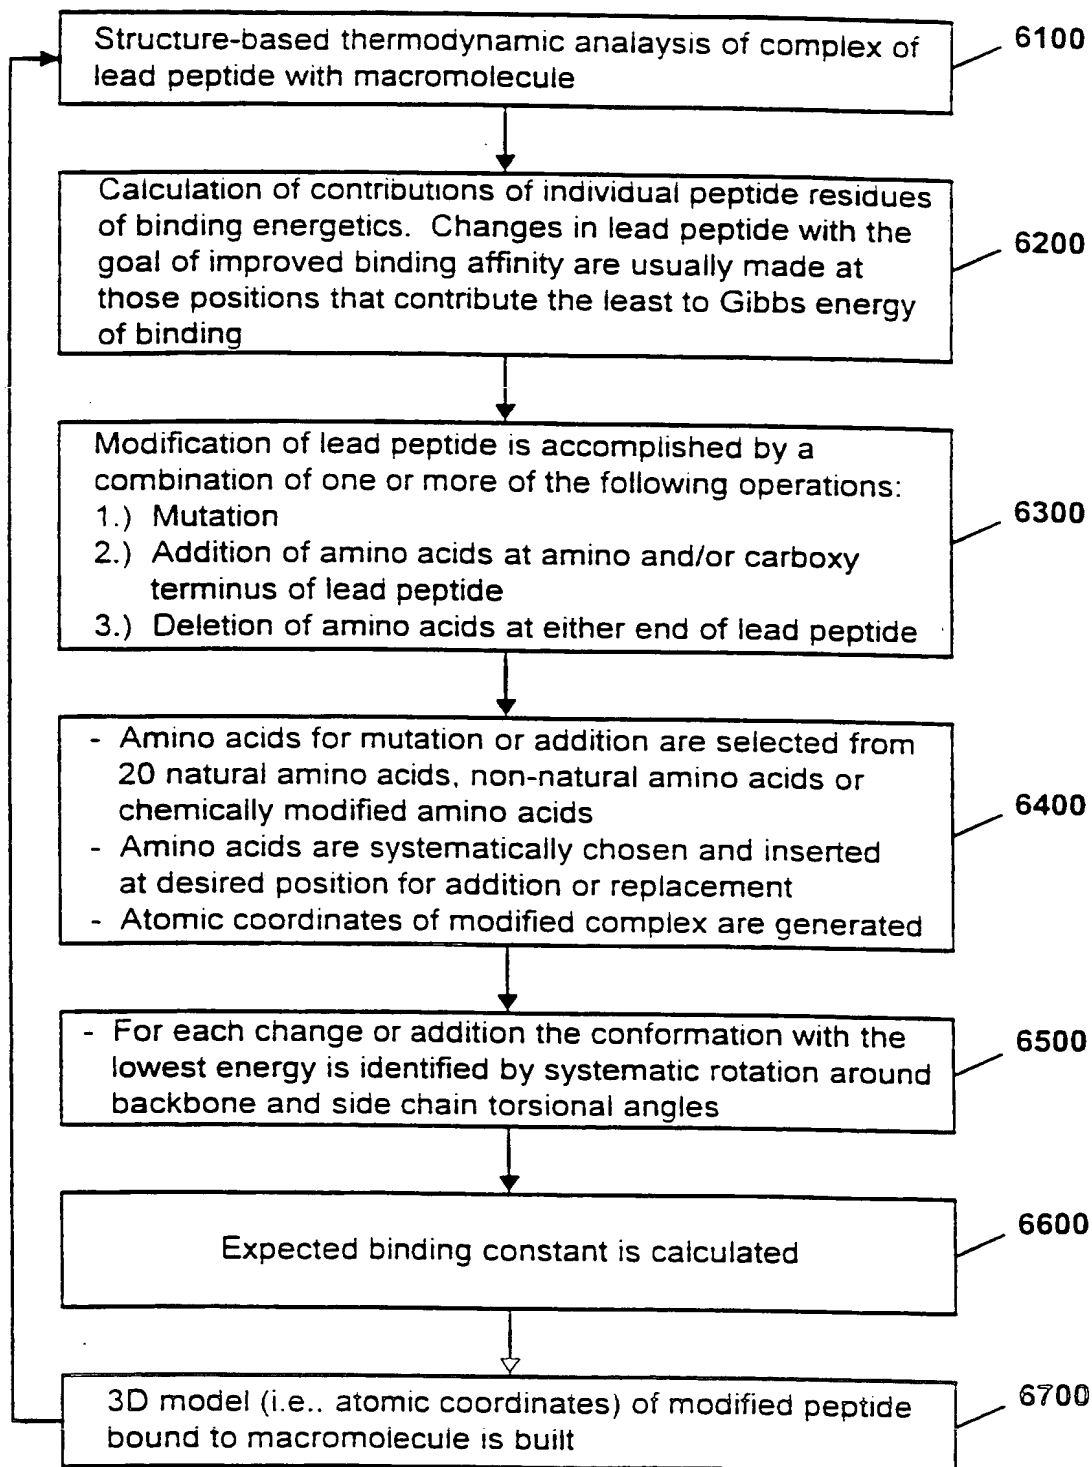 Structure-based thermodynamic analaysis of complex of
lead peptide with macromolecule
6100
Calculation of contributions of individual peptide residues
of binding energetics. Changes in lead peptide with the
goal of improved binding affinity are usually made at
those positions that contribute the least to Gibbs energy
of binding
6200
Modification of lead peptide is accomplished by a
combination of one or more of the following operations:
1.) Mutation
2.) Addition of amino acids at amino and/or carboxy
terminus of lead peptide
3.) Deletion of amino acids at either end of lead peptide
6300
- Amino acids for mutation or addition are selected from
20 natural amino acids, non-natural amino acids or
chemically modified amino acids
- Amino acids are systematically chosen and inserted
at desired position for addition or replacement
- Atomic coordinates of modified complex are generated
6400
- For each change or addition the conformation with the
lowest energy is identified by systematic rotation around
backbone and side chain torsional angles
6500
Expected binding constant is calculated
6600
3D model (i.e.. atomic coordinates) of modified peptide
bound to macromolecule is built
6700